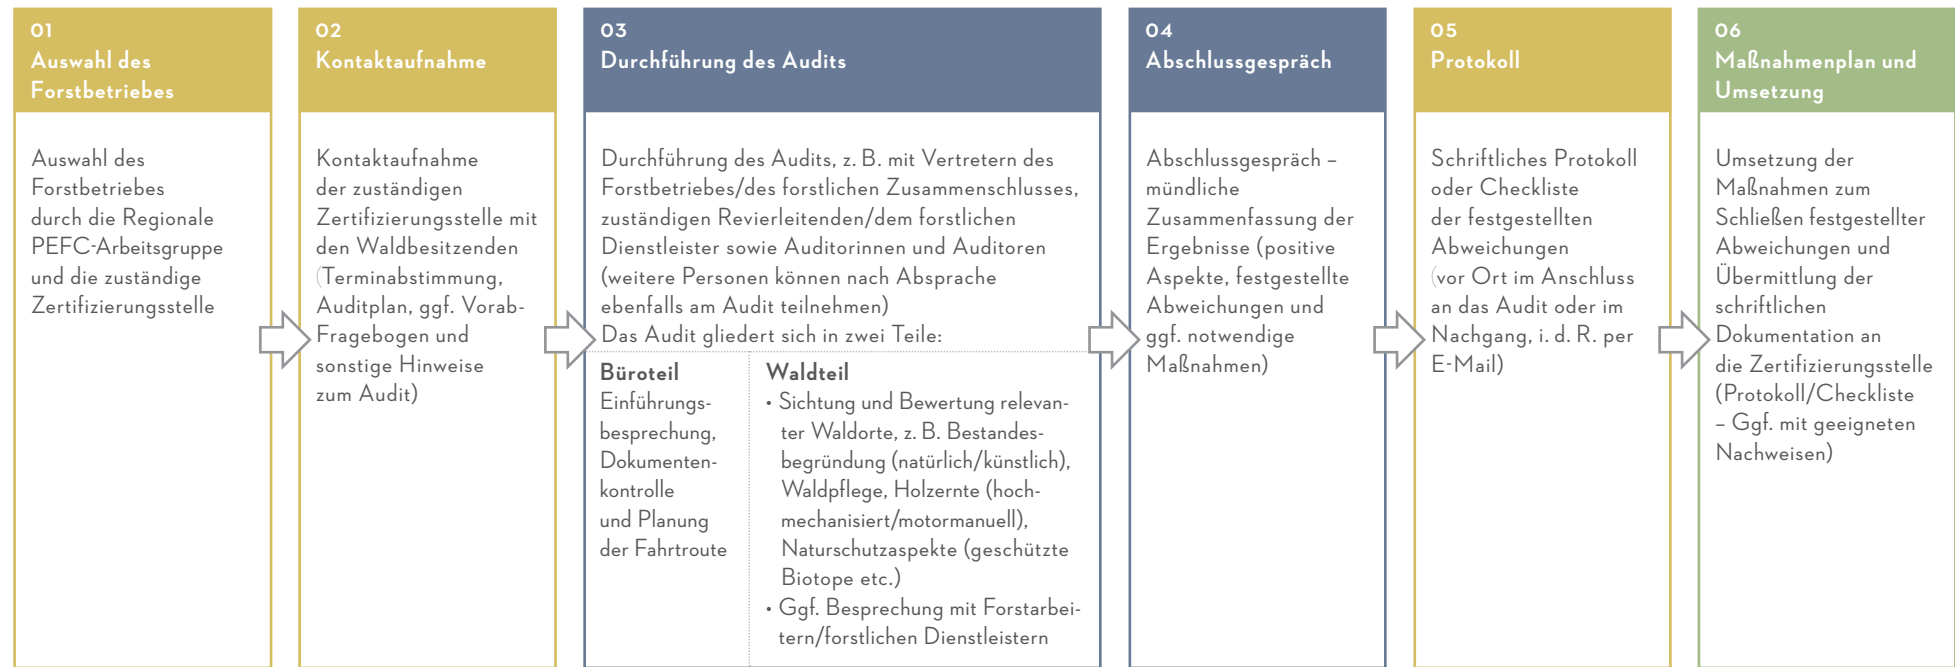 01
Auswahl des
Forstbetriebes
Auswahl des
Forstbetriebes
durch die Regionale
PEFC-Arbeitsgruppe
und die zuständige
Zertifizierungsstelle
02
Kontaktaufnahme
Kontaktaufnahme
der zuständigen
Zertifizierungsstelle mit
den Waldbesitzenden
(Terminabstimmung,
Auditplan, ggf. Vorab-
Fragebogen und
sonstige Hinweise
zum Audit)
03
Durchführung des Audits
Durchführung des Audits, z. B. mit Vertretern des
Forstbetriebes/des forstlichen Zusammenschlusses,
zuständigen Revierleitenden/dem forstlichen
Dienstleister sowie Auditorinnen und Auditoren
(weitere Personen können nach Absprache
ebenfalls am Audit teilnehmen)
Das Audit gliedert sich in zwei Teile:
Büroteil
Einführungs-
besprechung,
Dokumenten-
kontrolle
und Planung
der Fahrtroute
Waldteil
• Sichtung und Bewertung relevan-
ter Waldorte, z. B. Bestandes-
begründung (natürlich/künstlich),
Waldpflege, Holzernte (hoch-
mechanisiert/motormanuell),
Naturschutzaspekte (geschützte
Biotope etc.)
• Ggf. Besprechung mit Forstarbei-
tern/forstlichen Dienstleistern
04
Abschlussgespräch
Abschlussgespräch –
mündliche
Zusammenfassung der
Ergebnisse (positive
Aspekte, festgestellte
Abweichungen und
ggf. notwendige
Maßnahmen)
05
Protokoll
Schriftliches Protokoll
oder Checkliste
der festgestellten
Abweichungen
(vor Ort im Anschluss
an das Audit oder im
Nachgang, i. d. R. per
E-Mail)
06
Maßnahmenplan und
Umsetzung
Umsetzung der
Maßnahmen zum
Schließen festgestellter
Abweichungen und
Übermittlung der
schriftlichen
Dokumentation an
die Zertifizierungsstelle
(Protokoll/Checkliste
– Ggf. mit geeigneten
Nachweisen)